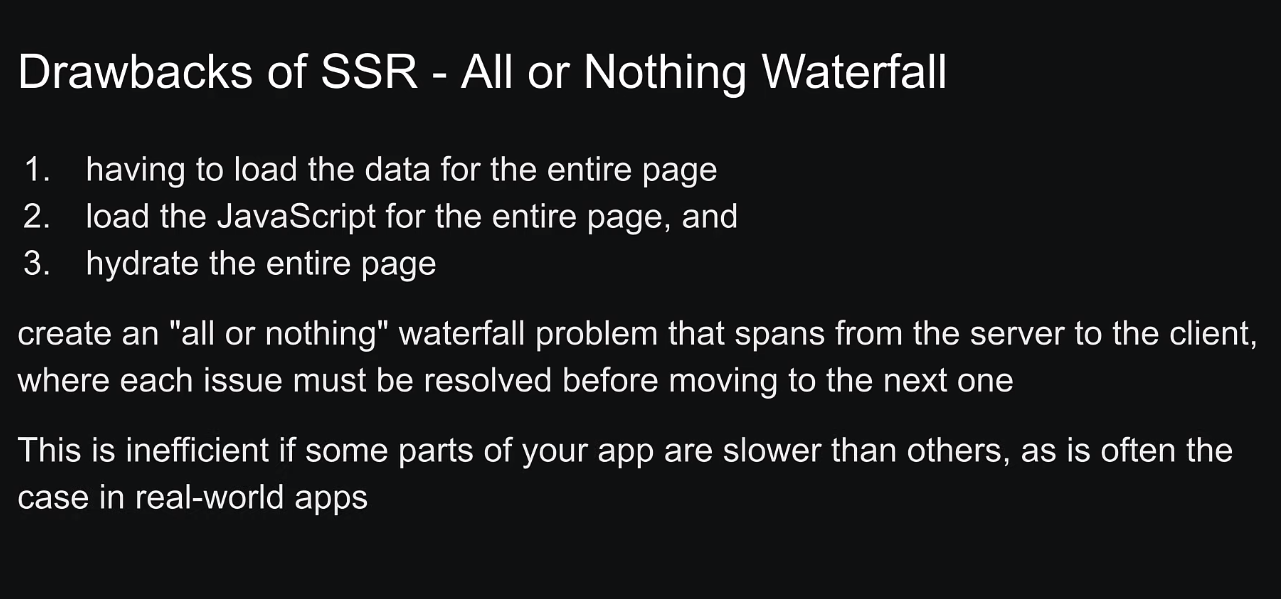 Drawbacks of SSR - All or Nothing Waterfall
1. having to load the data for the entire page
2. load the JavaScript for the entire page, and
3. hydrate the entire page
create an "all or nothing" waterfall problem that spans from the server to the client,
where each issue must be resolved before moving to the next one
This is inefficient if some parts of your app are slower than others, as is often the
case in real-world apps